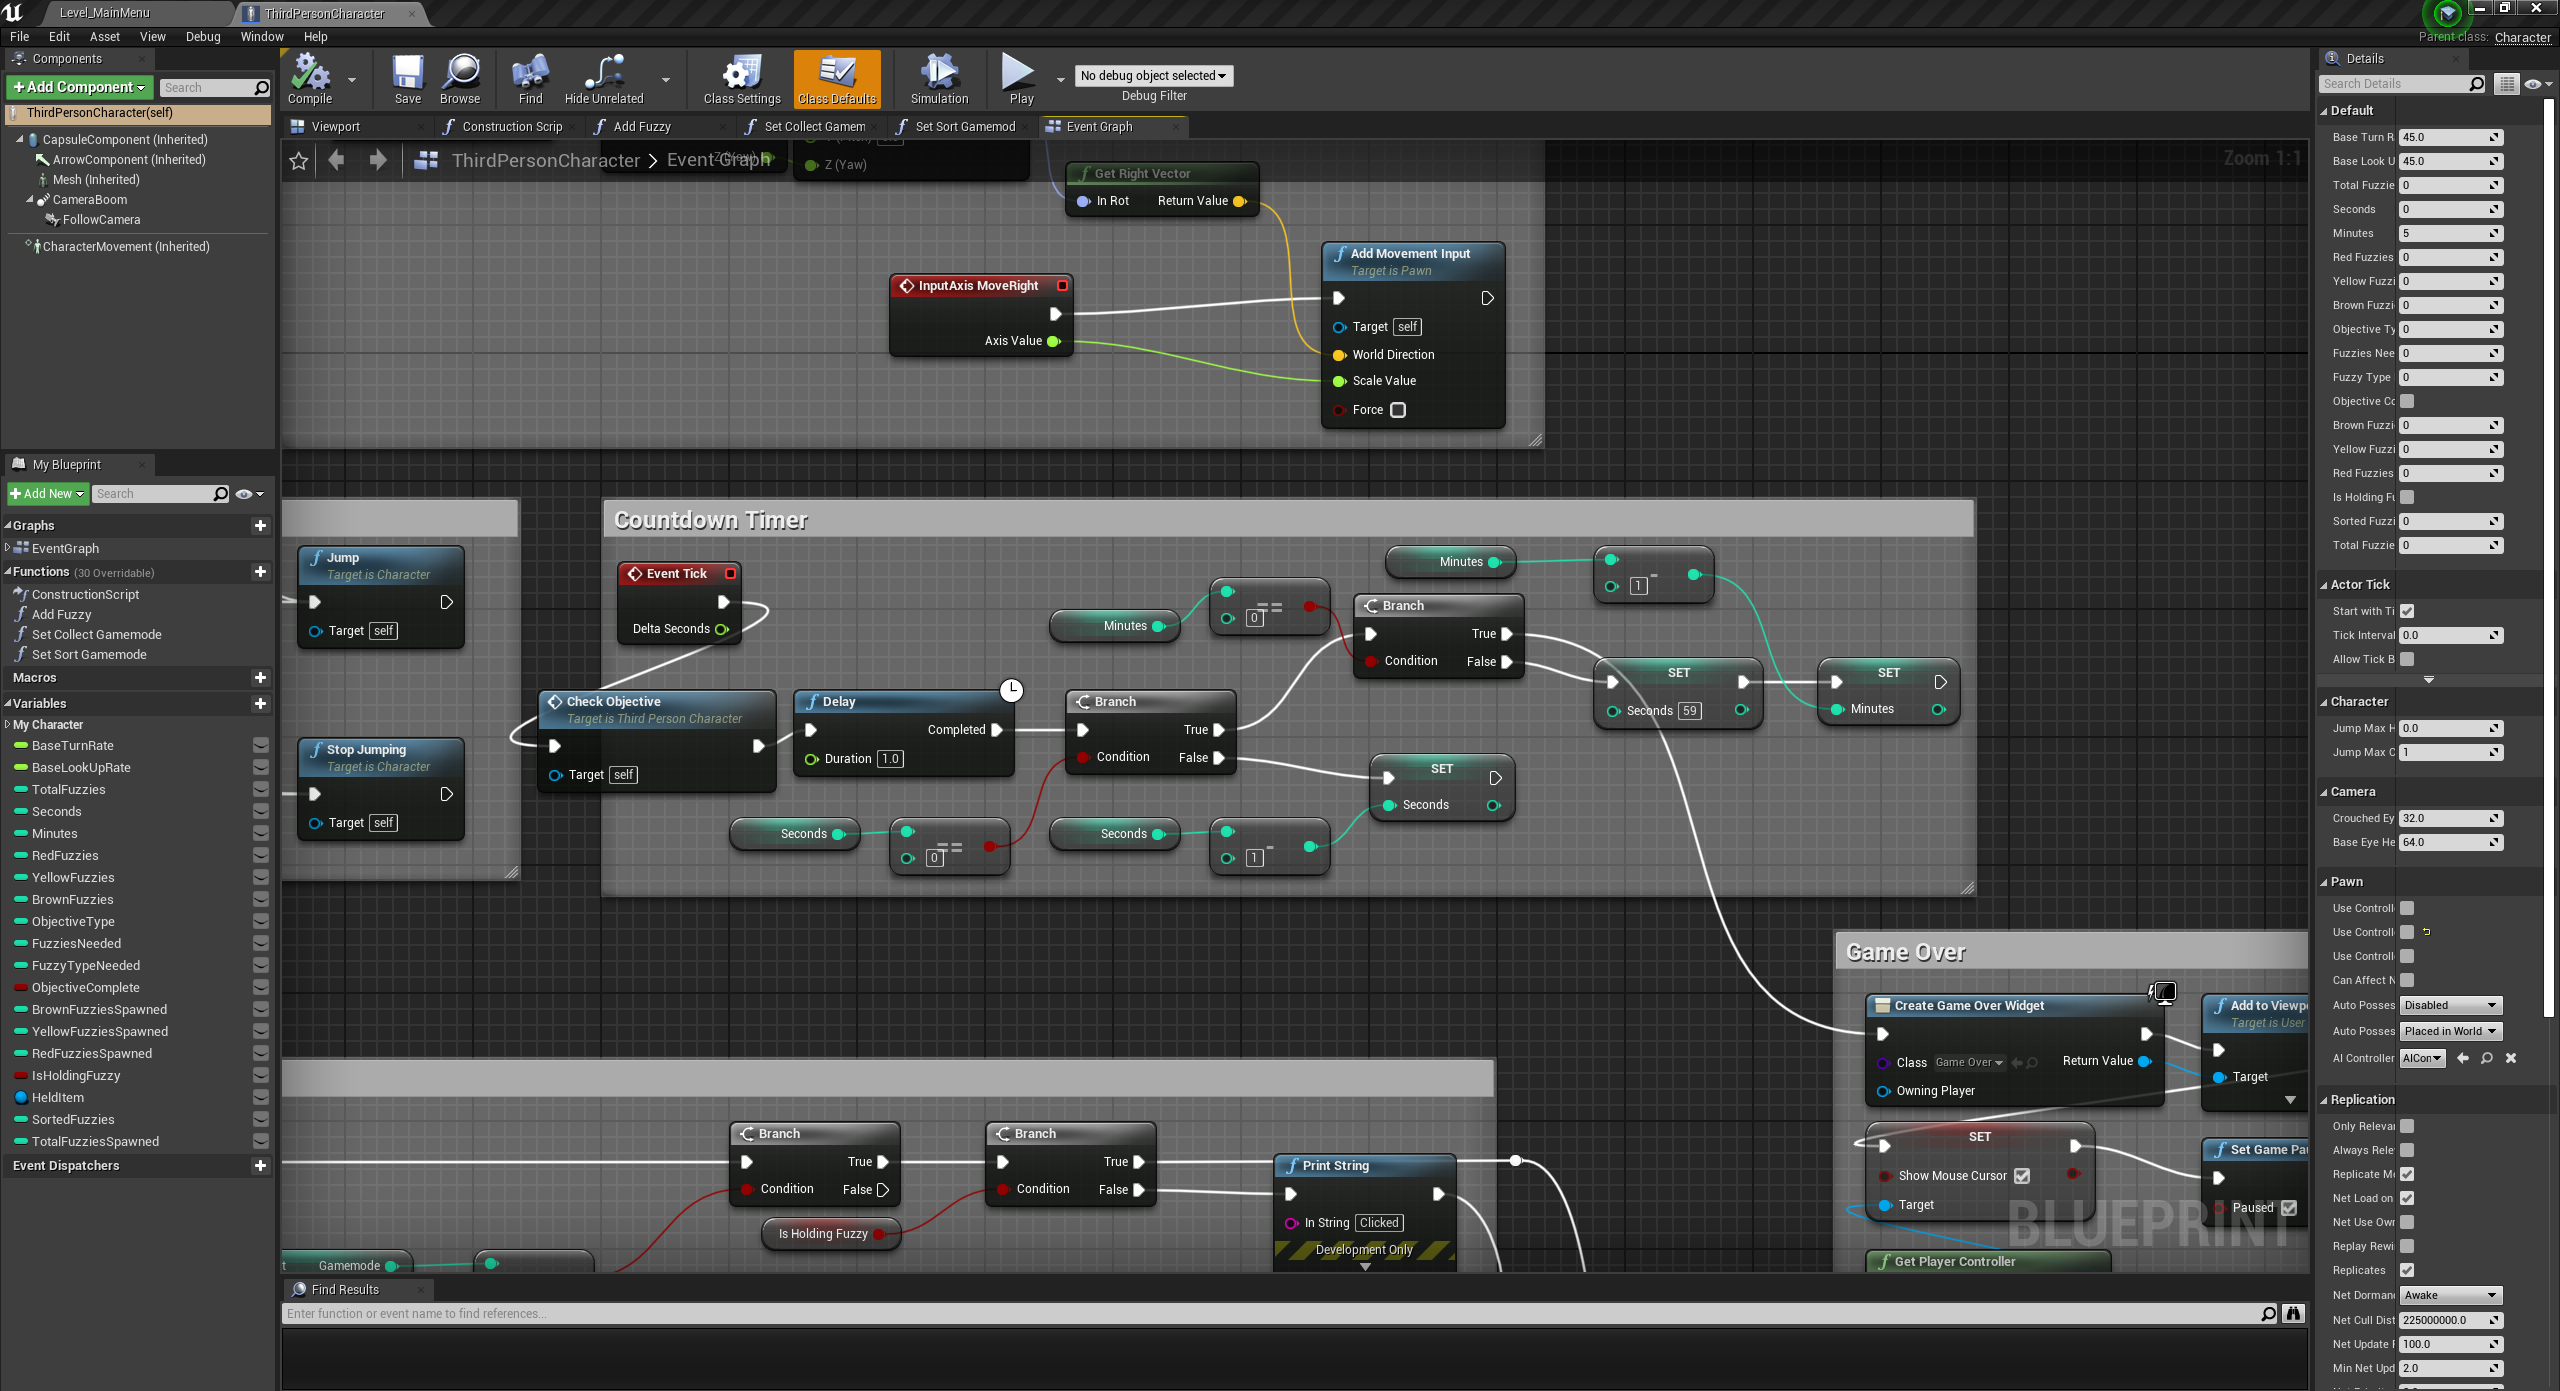 Level_MainMenu
ThirdPersonCharacter
File Edit Asset View Debug Window Help
Parent class: Character
Components
+Add Component
Search
ThirdPersonCharacter(self)
CapsuleComponent (Inherited)
ArrowComponent (Inherited)
Mesh (Inherited)
CameraBoom
FollowCamera
CharacterMovement (Inherited)
Compile
Save
Browse
Find
Hide Unrelated
Class Settings
Class Defaults
Simulation
Play
No debug object selected
Debug Filter
Viewport
Construction Scrip
Add Fuzzy
Set Collect Gamem
Set Sort Gamemod
Event Graph
ThirdPersonCharacter > Event Graph
Zoom 1:1
Z (Yaw)
Get Right Vector
In Rot
Return Value
Add Movement Input
Target is Pawn
Target self
World Direction
Scale Value
Force
InputAxis MoveRight
Axis Value
My Blueprint
+Add New
Search
Graphs
EventGraph
Functions (30 Overridable)
ConstructionScript
Add Fuzzy
Set Collect Gamemode
Set Sort Gamemode
Macros
Variables
My Character
BaseTurnRate
BaseLookUpRate
TotalFuzzies
Seconds
Minutes
RedFuzzies
YellowFuzzies
BrownFuzzies
ObjectiveType
FuzziesNeeded
FuzzyTypeNeeded
ObjectiveComplete
BrownFuzziesSpawned
YellowFuzziesSpawned
RedFuzziesSpawned
IsHoldingFuzzy
HeldItem
SortedFuzzies
TotalFuzziesSpawned
Event Dispatchers
Jump
Target is Character
Target self
Stop Jumping
Target is Character
Target self
Countdown Timer
Event Tick
Delta Seconds
Check Objective
Target is Third Person Character
Target self
Delay
Completed
Duration 1.0
Branch
True
Condition
False
Seconds
== 0
Seconds
- 1
SET
Seconds
Minutes
== 0
Branch
True
Condition
False
Minutes
- 1
SET
Seconds 59
SET
Minutes
Game Over
Create Game Over Widget
Class Game Over
Return Value
Owning Player
Add to Viewp
Target is User
Target
SET
Show Mouse Cursor
Target
Set Game Pau
Paused
Get Player Controller
BLUEPRINT
Branch
True
Condition
False
Is Holding Fuzzy
Branch
True
Condition
False
Print String
In String Clicked
Development Only
t Gamemode
Find Results
Enter function or event name to find references...
Details
Search Details
Default
Base Turn R 45.0
Base Look U 45.0
Total Fuzzie 0
Seconds 0
Minutes 5
Red Fuzzies 0
Yellow Fuzzi 0
Brown Fuzzi 0
Objective Ty 0
Fuzzies Nee 0
Fuzzy Type 0
Objective Co
Brown Fuzzi 0
Yellow Fuzzi 0
Red Fuzzies 0
Is Holding Fu
Sorted Fuzzi 0
Total Fuzzie 0
Actor Tick
Start with Ti
Tick Interval 0.0
Allow Tick B
Character
Jump Max H 0.0
Jump Max C 1
Camera
Crouched Ey 32.0
Base Eye He 64.0
Pawn
Use Controll
Use Controll
Use Controll
Can Affect N
Auto Posses Disabled
Auto Posses Placed in World
AI Controller AICon
Replication
Only Relevan
Always Rele
Replicate Mo
Net Load on
Net Use Own
Replay Rewi
Replicates
Net Dorman Awake
Net Cull Dist 225000000.0
Net Update F 100.0
Min Net Upd 2.0